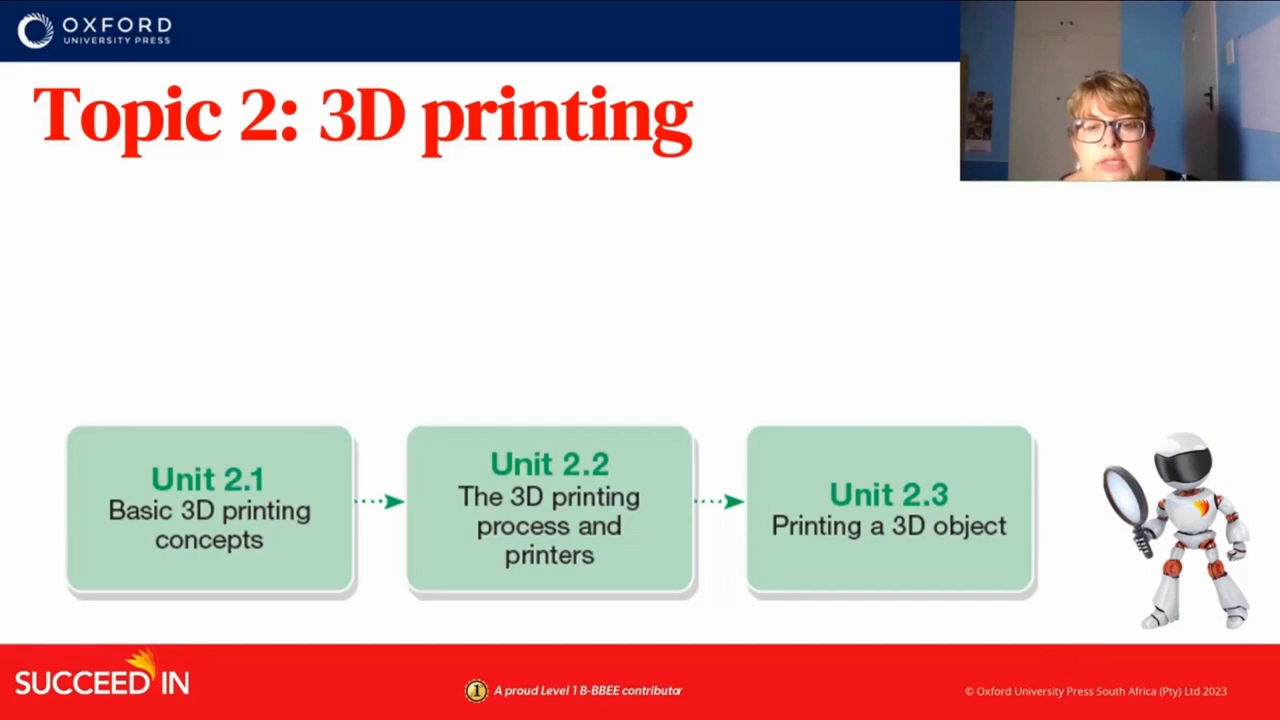 OXFORD
UNIVERSITY PRESS
Topic 2: 3D printing
Unit 2.1
Basic 3D printing
concepts
Unit 2.2
The 3D printing
process and
printers
Unit 2.3
Printing a 3D object
SUCCEED IN
1
A proud Level 1 B-BBEE contributor
© Oxford University Press South Africa (Pty) Ltd 2023